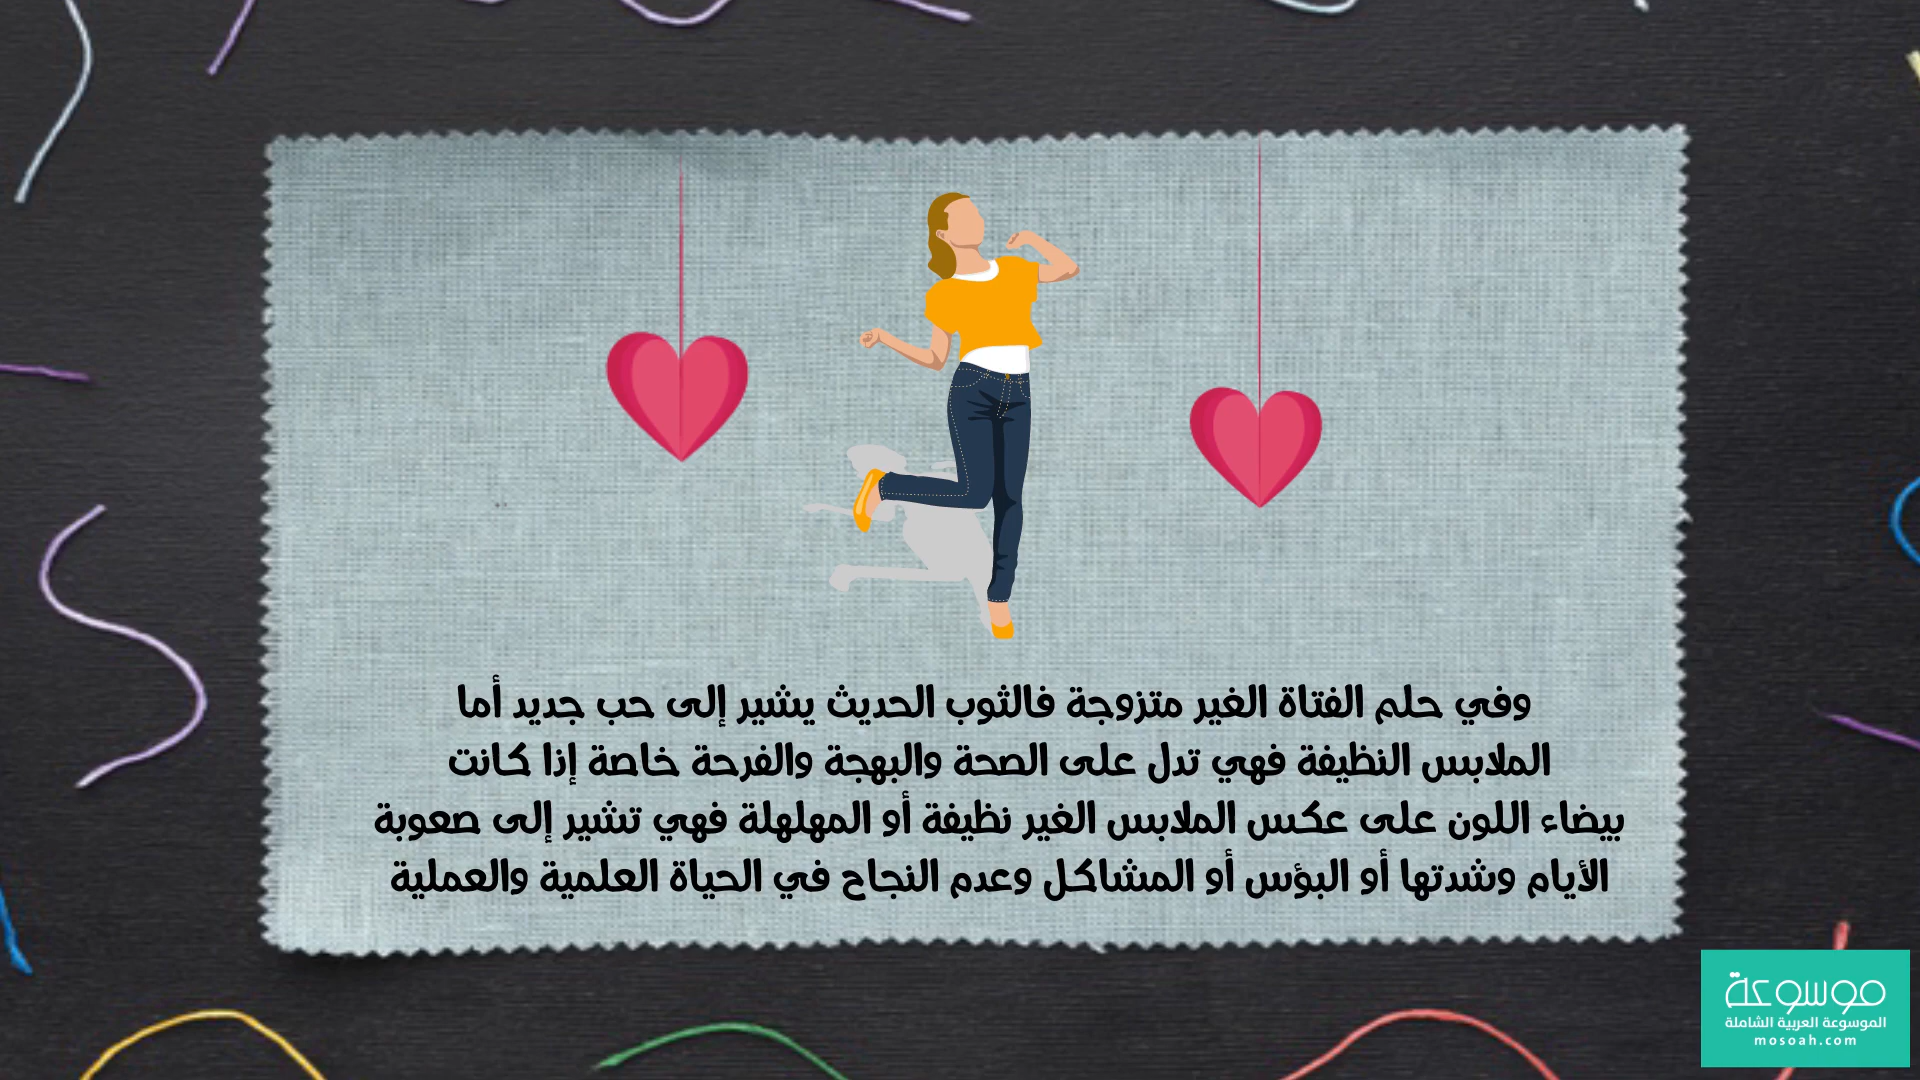 وفي حلم الفتاة الغير متزوجة فالثوب الحديث يشير إلى حب جديد أما
الملابس النظيفة فهي تدل على الصحة والبهجة والفرحة خاصة إذا كانت
بيضاء اللون على عكس الملابس الغير نظيفة أو المهلهلة فهي تشير إلى صعوبة
الأيام وشدتها أو البؤس أو المشاكل وعدم النجاح في الحياة العلمية والعملية
موسوعة
الموسوعة العربية الشاملة
mosoah.com